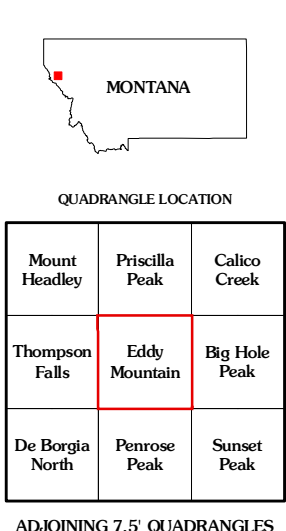 MONTANA
QUADRANGLE LOCATION
Mount
Headley
Priscilla
Peak
Calico
Creek
Thompson
Falls
Eddy
Mountain
Big Hole
Peak
De Borgia
North
Penrose
Peak
Sunset
Peak
ADJOINING 7.5' QUADRANGLES